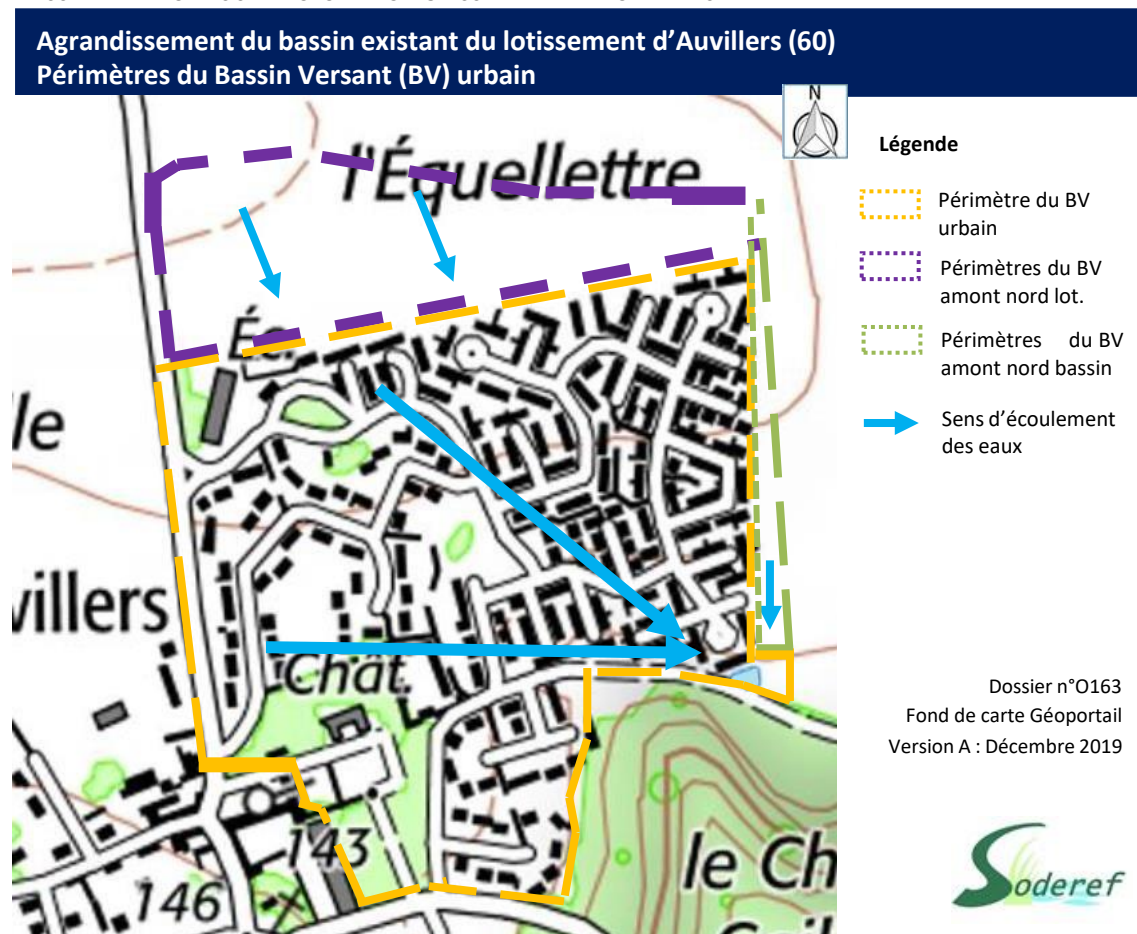 Agrandissement du bassin existant du lotissement d'Auvillers (60)
Périmètres du Bassin Versant (BV) urbain
N
Légende
Périmètre du BV
urbain
Périmètres du BV
amont nord lot.
Périmètres du BV
amont nord bassin
Sens d'écoulement
des eaux
l'Équellettre
Éc.
le
villers
Chât.
143
146
le Ch
Dossier n°O163
Fond de carte Géoportail
Version A : Décembre 2019
Soderef